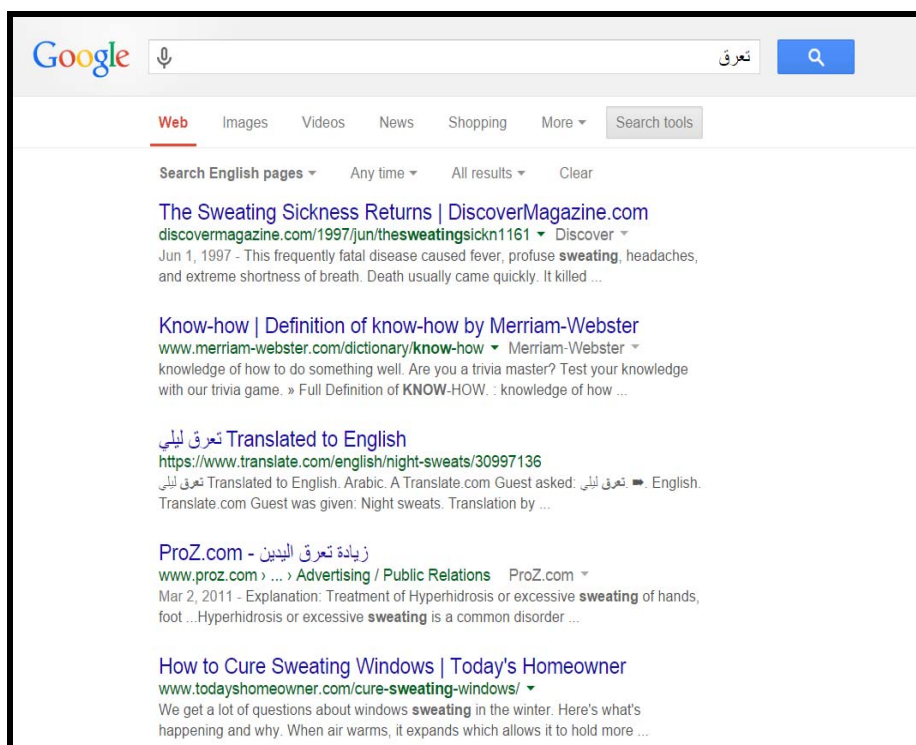 Google تعرق
Web Images Videos News Shopping More Search tools
Search English pages Any time All results Clear
The Sweating Sickness Returns | DiscoverMagazine.com
discovermagazine.com/1997/jun/thesweatingsickn1161 Discover
Jun 1, 1997 - This frequently fatal disease caused fever, profuse sweating, headaches,
and extreme shortness of breath. Death usually came quickly. It killed ...
Know-how | Definition of know-how by Merriam-Webster
www.merriam-webster.com/dictionary/know-how Merriam-Webster
knowledge of how to do something well. Are you a trivia master? Test your knowledge
with our trivia game. » Full Definition of KNOW-HOW. : knowledge of how ...
تعرق ليلي Translated to English
https://www.translate.com/english/night-sweats/30997136
تعرق ليلي Translated to English. Arabic. A Translate.com Guest asked: تعرق ليلي. ➠. English.
Translate.com Guest was given: Night sweats. Translation by ...
ProZ.com - زيادة تعرق اليدين
www.proz.com › ... › Advertising / Public Relations ProZ.com
Mar 2, 2011 - Explanation: Treatment of Hyperhidrosis or excessive sweating of hands,
foot ...Hyperhidrosis or excessive sweating is a common disorder ...
How to Cure Sweating Windows | Today's Homeowner
www.todayshomeowner.com/cure-sweating-windows/
We get a lot of questions about windows sweating in the winter. Here's what's
happening and why. When air warms, it expands which allows it to hold more ...